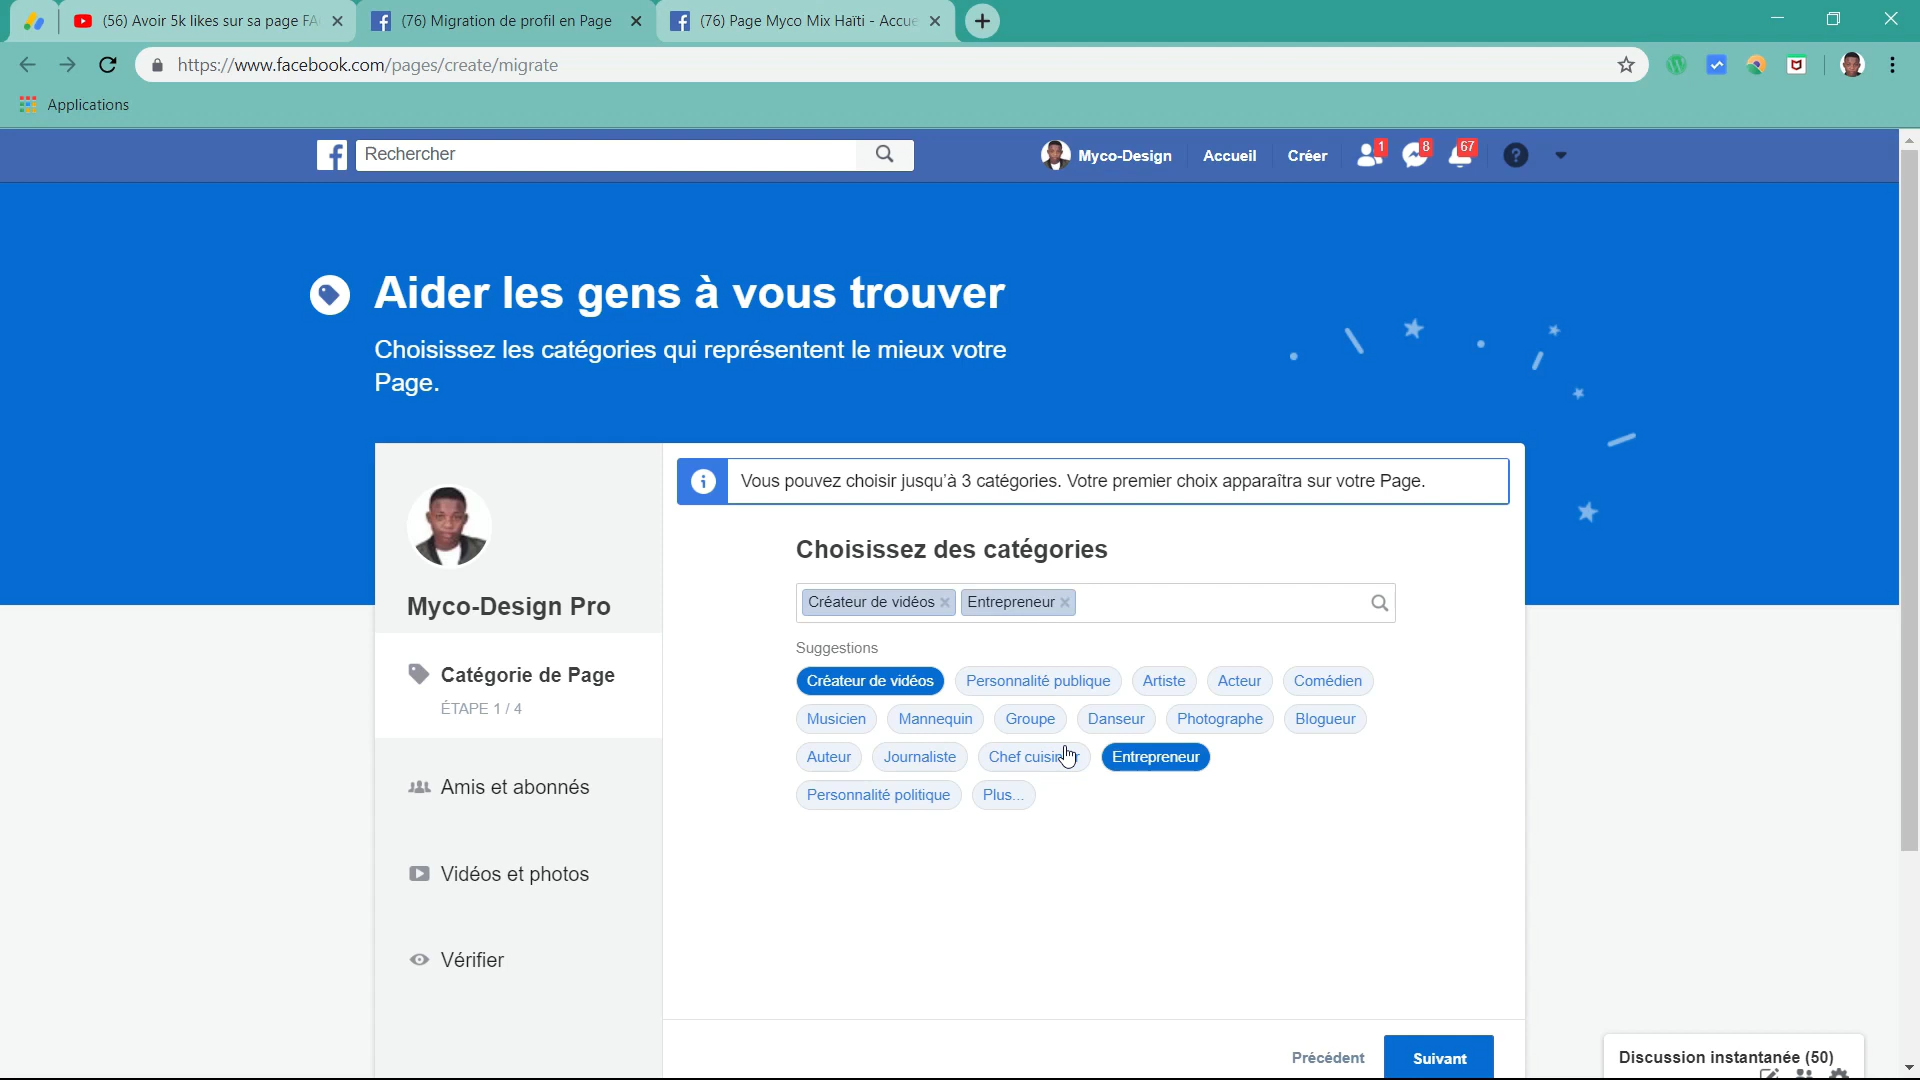 (56) Avoir 5k likes sur sa page FA
(76) Migration de profil en Page
(76) Page Myco Mix Haïti - Accue
https://www.facebook.com/pages/create/migrate
Applications
Rechercher
Myco-Design
Accueil
Créer
1
8
67
Aider les gens à vous trouver
Choisissez les catégories qui représentent le mieux votre
Page.
Vous pouvez choisir jusqu'à 3 catégories. Votre premier choix apparaîtra sur votre Page.
Myco-Design Pro
Catégorie de Page
ÉTAPE 1 / 4
Amis et abonnés
Vidéos et photos
Vérifier
Choisissez des catégories
Créateur de vidéos Entrepreneur
Suggestions
Créateur de vidéos Personnalité publique Artiste Acteur Comédien
Musicien Mannequin Groupe Danseur Photographe Blogueur
Auteur Journaliste Chef Entrepreneur
Personnalité politique Plus...
Précédent Suivant
Discussion instantanée (50)